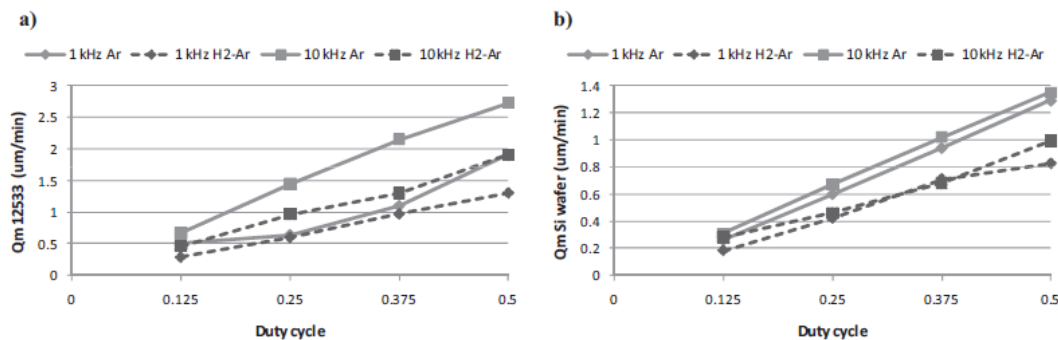 a)
1 kHz Ar 1 kHz H2-Ar 10 kHz Ar 10 kHz H2-Ar
Qm 12533 (um/min)
3
2.5
2
1.5
1
0.5
0
0 0.125 0.25 0.375 0.5
Duty cycle
b)
1 kHz Ar 1 kHz H2-Ar 10 kHz Ar 10 kHz H2-Ar
Qm Si wafer (um/min)
1.4
1.2
1
0.8
0.6
0.4
0.2
0
0 0.125 0.25 0.375 0.5
Duty cycle